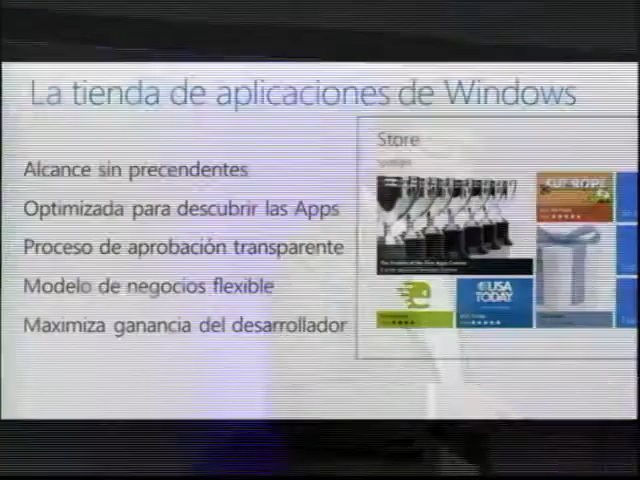 La tienda de aplicaciones de Windows
Store
Spotlight
Alcance sin precendentes
Optimizada para descubrir las Apps
Proceso de aprobación transparente
Modelo de negocios flexible
Maximiza ganancia del desarrollador
USA
TODAY